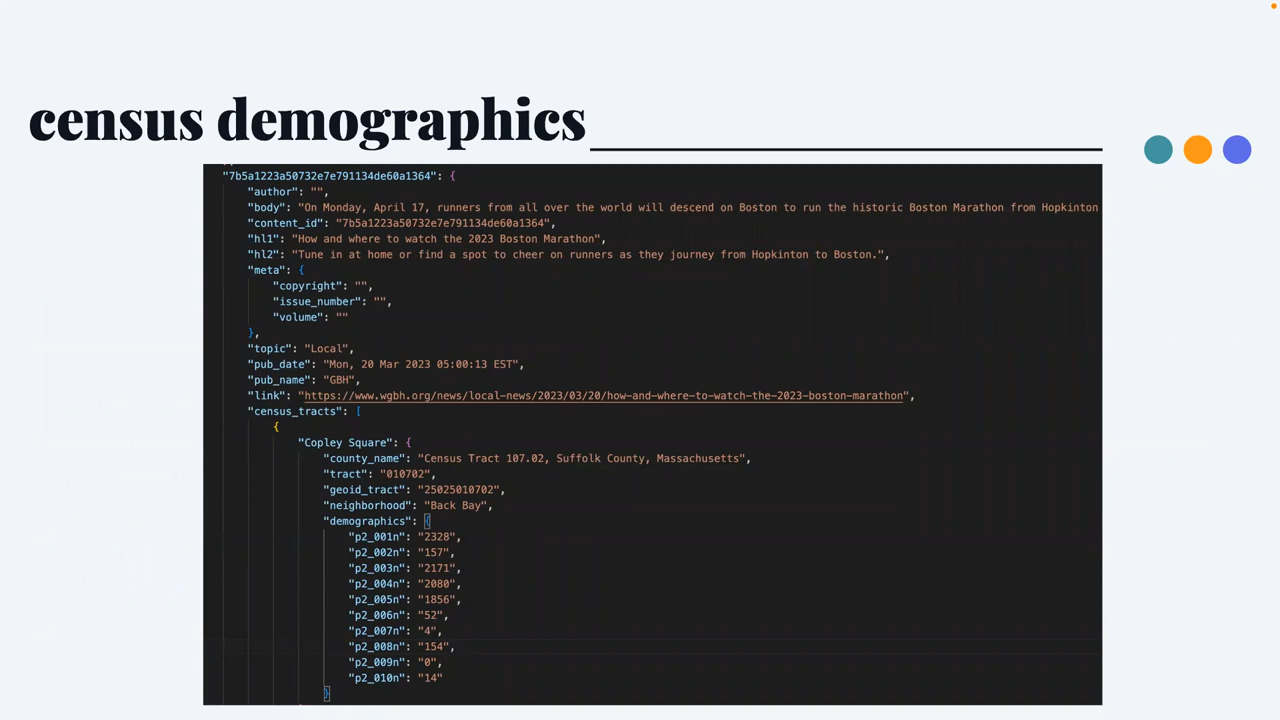 census demographics
"7b5a1223a50732e7e791134de60a1364": {
"author": "",
"body": "On Monday, April 17, runners from all over the world will descend on Boston to run the historic Boston Marathon from Hopkinton
"content_id": "7b5a1223a50732e7e791134de60a1364",
"hl1": "How and where to watch the 2023 Boston Marathon",
"hl2": "Tune in at home or find a spot to cheer on runners as they journey from Hopkinton to Boston.",
"meta": {
"copyright": "",
"issue_number": "",
"volume": ""
},
"topic": "Local",
"pub_date": "Mon, 20 Mar 2023 05:00:13 EST",
"pub_name": "GBH",
"link": "https://www.wgbh.org/news/local-news/2023/03/20/how-and-where-to-watch-the-2023-boston-marathon",
"census_tracts": [
{
"Copley Square": {
"county_name": "Census Tract 107.02, Suffolk County, Massachusetts",
"tract": "010702",
"geoid_tract": "25025010702",
"neighborhood": "Back Bay",
"demographics": {
"p2_001n": "2328",
"p2_002n": "157",
"p2_003n": "2171",
"p2_004n": "2080",
"p2_005n": "1856",
"p2_006n": "52",
"p2_007n": "4",
"p2_008n": "154",
"p2_009n": "0",
"p2_010n": "14"
}